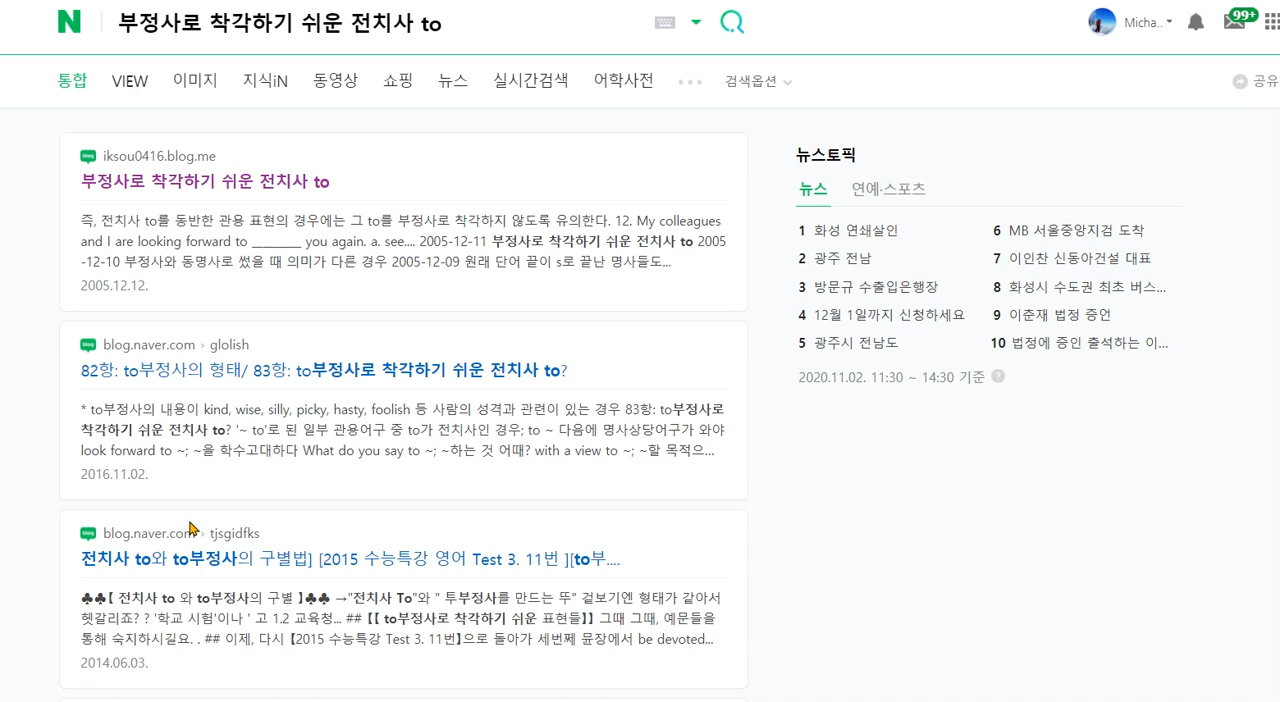 N 부정사로 착각하기 쉬운 전치사 to
Micha.. 99+
통합 VIEW 이미지 지식iN 동영상 쇼핑 뉴스 실시간검색 어학사전 검색옵션 공유
blog iksou0416.blog.me
부정사로 착각하기 쉬운 전치사 to
즉, 전치사 to를 동반한 관용 표현의 경우에는 그 to를 부정사로 착각하지 않도록 유의한다. 12. My colleagues
and I are looking forward to _______ you again. a. see.... 2005-12-11 부정사로 착각하기 쉬운 전치사 to 2005
-12-10 부정사와 동명사로 썼을 때 의미가 다른 경우 2005-12-09 원래 단어 끝이 s로 끝난 명사들도...
2005.12.12.
blog blog.naver.com › glolish
82항: to부정사의 형태/ 83항: to부정사로 착각하기 쉬운 전치사 to?
* to부정사의 내용이 kind, wise, silly, picky, hasty, foolish 등 사람의 성격과 관련이 있는 경우 83항: to부정사로
착각하기 쉬운 전치사 to? '~ to'로 된 일부 관용어구 중 to가 전치사인 경우; to ~ 다음에 명사상당어구가 와야
look forward to ~; ~을 학수고대하다 What do you say to ~; ~하는 것 어때? with a view to ~; ~할 목적으...
2016.11.02.
blog blog.naver.com › tjsgidfks
전치사 to와 to부정사의 구별법] [2015 수능특강 영어 Test 3. 11번 ][to부....
♣♣【 전치사 to 와 to부정사의 구별 】♣♣ →"전치사 To"와 " 투부정사를 만드는 뚜" 겉보기엔 형태가 같아서
헷갈리죠? ? '학교 시험'이나 ' 고 1.2 교육청... ## 【【 to부정사로 착각하기 쉬운 표현들】】 그때 그때, 예문들을
통해 숙지하시길요. . ## 이제, 다시 【2015 수능특강 Test 3. 11번】으로 돌아가 세번쩨 뮨장에서 be devoted...
2014.06.03.
뉴스토픽
뉴스 연예·스포츠
1 화성 연쇄살인 6 MB 서울중앙지검 도착
2 광주 전남 7 이인찬 신동아건설 대표
3 방문규 수출입은행장 8 화성시 수도권 최초 버스...
4 12월 1일까지 신청하세요 9 이춘재 법정 증언
5 광주시 전남도 10 법정에 증인 출석하는 이...
2020.11.02. 11:30 ~ 14:30 기준 ?